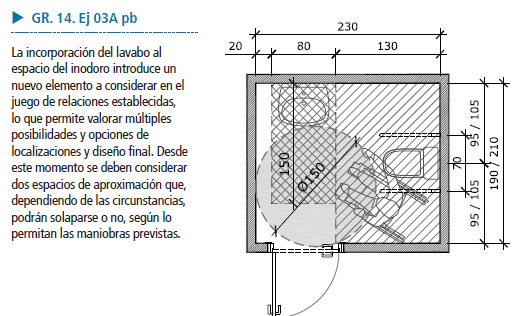 ▶ GR. 14. Ej 03A pb
La incorporación del lavabo al
espacio del inodoro introduce un
nuevo elemento a considerar en el
juego de relaciones establecidas,
lo que permite valorar múltiples
posibilidades y opciones de
localizaciones y diseño final. Desde
este momento se deben considerar
dos espacios de aproximación que,
dependiendo de las circunstancias,
podrán solaparse o no, según lo
permitan las maniobras previstas.
230
20 80 130
150
Ø150
95 / 105
70
95 / 105
190 / 210